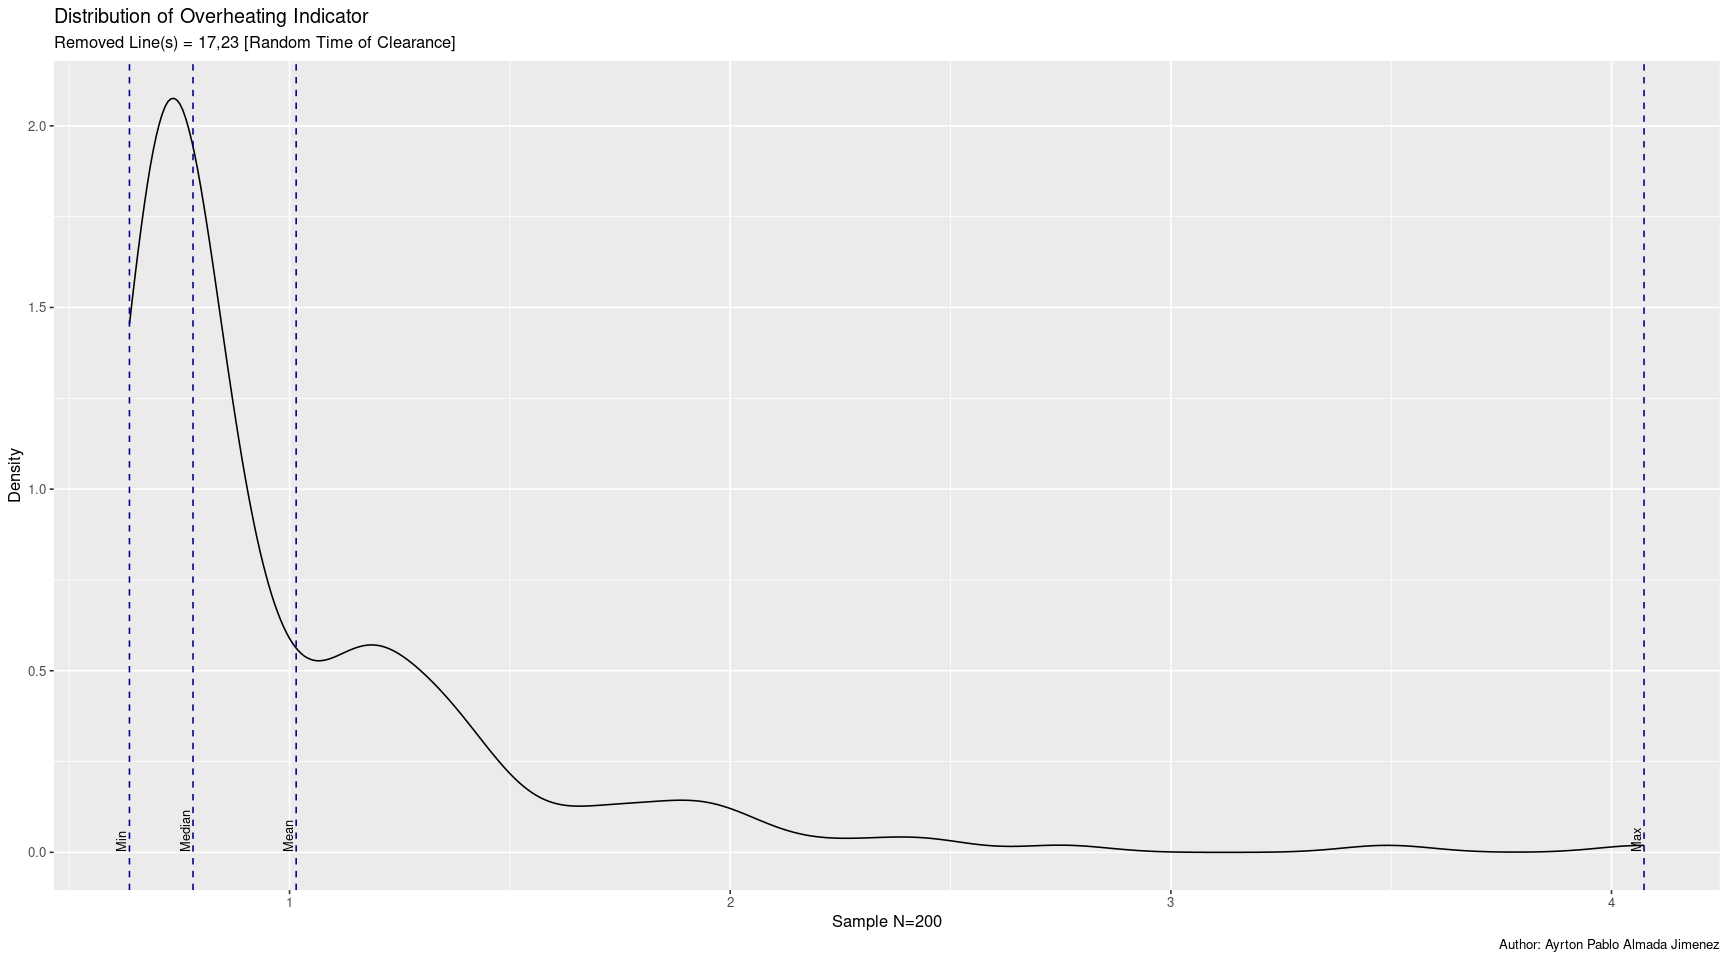 Distribution of Overheating Indicator
Removed Line(s) = 17,23 [Random Time of Clearance]
Density
2.0
1.5
1.0
0.5
0.0
Min
Median
Mean
Max
1
2
3
4
Sample N=200
Author: Ayrton Pablo Almada Jimenez